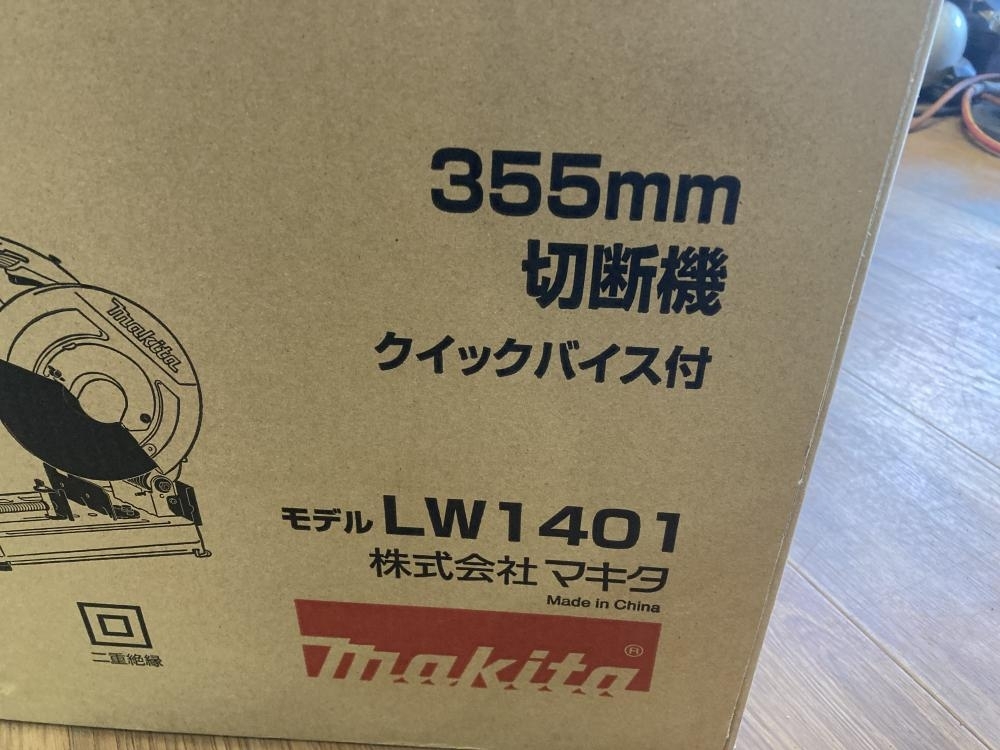 355mm
切断機
クイックバイス付
makita
モデル LW1401
株式会社 マキタ
Made in China
二重絶縁
makita®